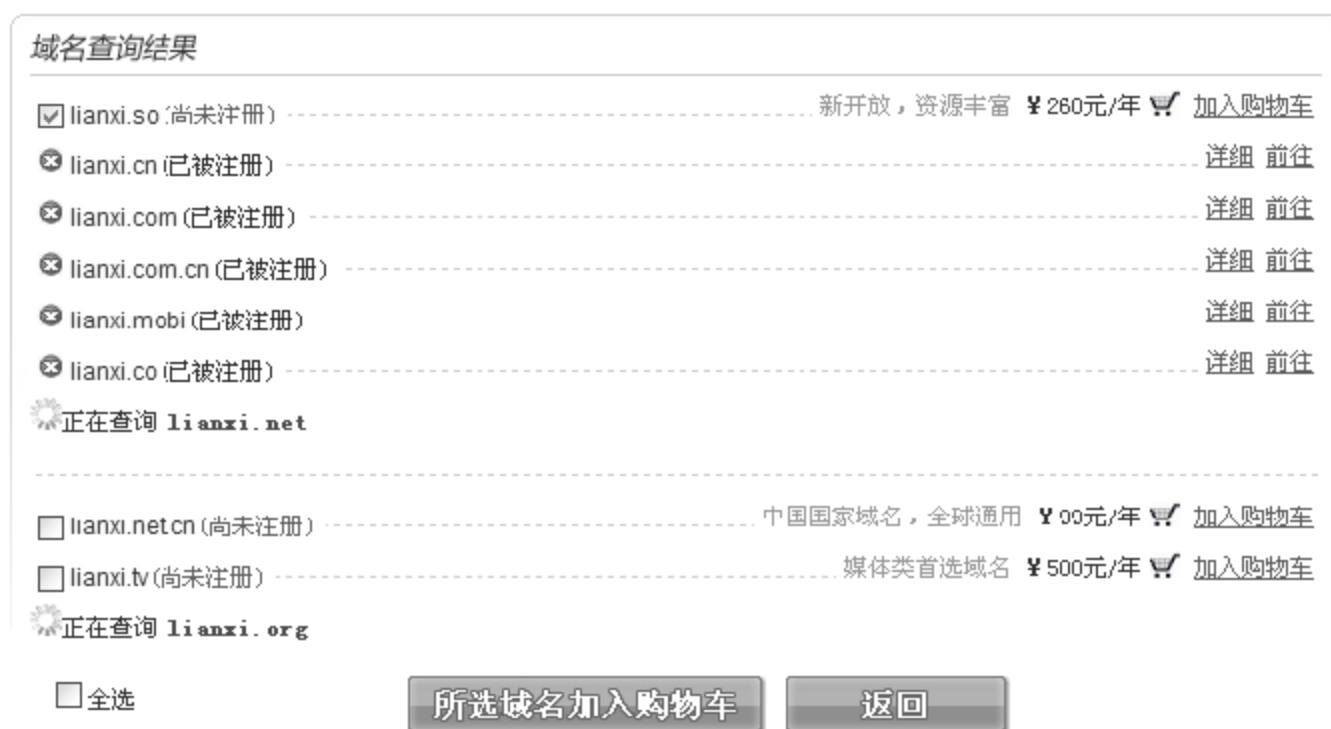 域名查询结果
lianxi.so (尚未注册) 新开放，资源丰富 ¥260元/年 加入购物车
lianxi.cn (已被注册) 详细 前往
lianxi.com (已被注册) 详细 前往
lianxi.com.cn (已被注册) 详细 前往
lianxi.mobi (已被注册) 详细 前往
lianxi.co (已被注册) 详细 前往
正在查询 lianxi.net
lianxi.net.cn (尚未注册) 中国国家域名，全球通用 ¥ 元/年 加入购物车
lianxi.tv (尚未注册) 媒体类首选域名 ¥500元/年 加入购物车
正在查询 lianxi.org
全选 所选域名加入购物车 返回